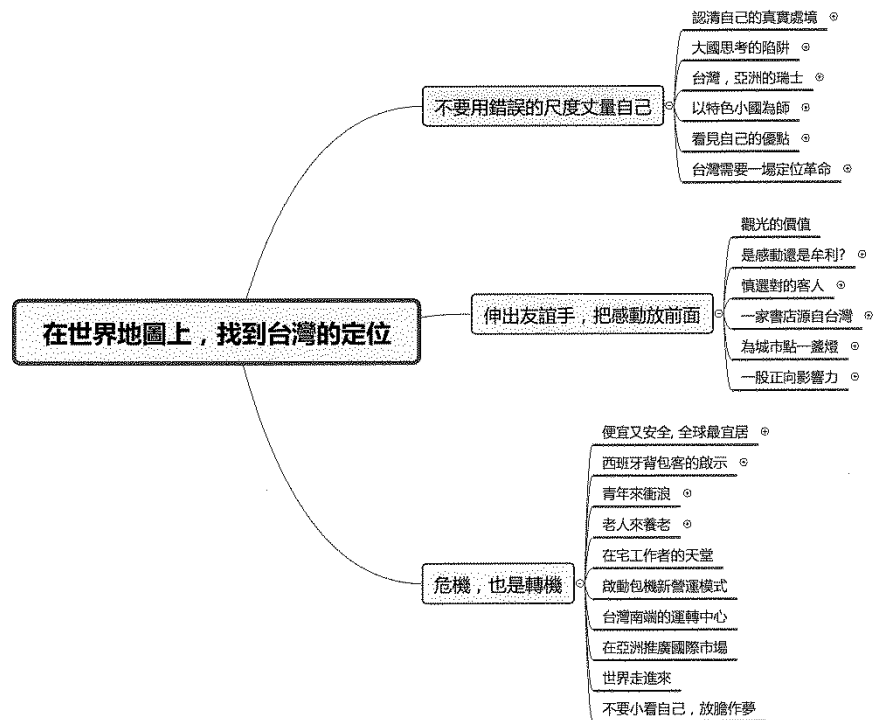 在世界地圖上，找到台灣的定位
不要用錯誤的尺度丈量自己
認清自己的真實處境
大國思考的陷阱
台灣，亞洲的瑞士
以特色小國為師
看見自己的優點
台灣需要一場定位革命
伸出友誼手，把感動放前面
觀光的價值
是感動還是牟利?
慎選對的客人
一家書店源自台灣
為城市點一盞燈
一股正向影響力
危機，也是轉機
便宜又安全, 全球最宜居
西班牙背包客的啟示
青年來衝浪
老人來養老
在宅工作者的天堂
啟動包機新營運模式
台灣南端的運轉中心
在亞洲推廣國際市場
世界走進來
不要小看自己，放膽作夢